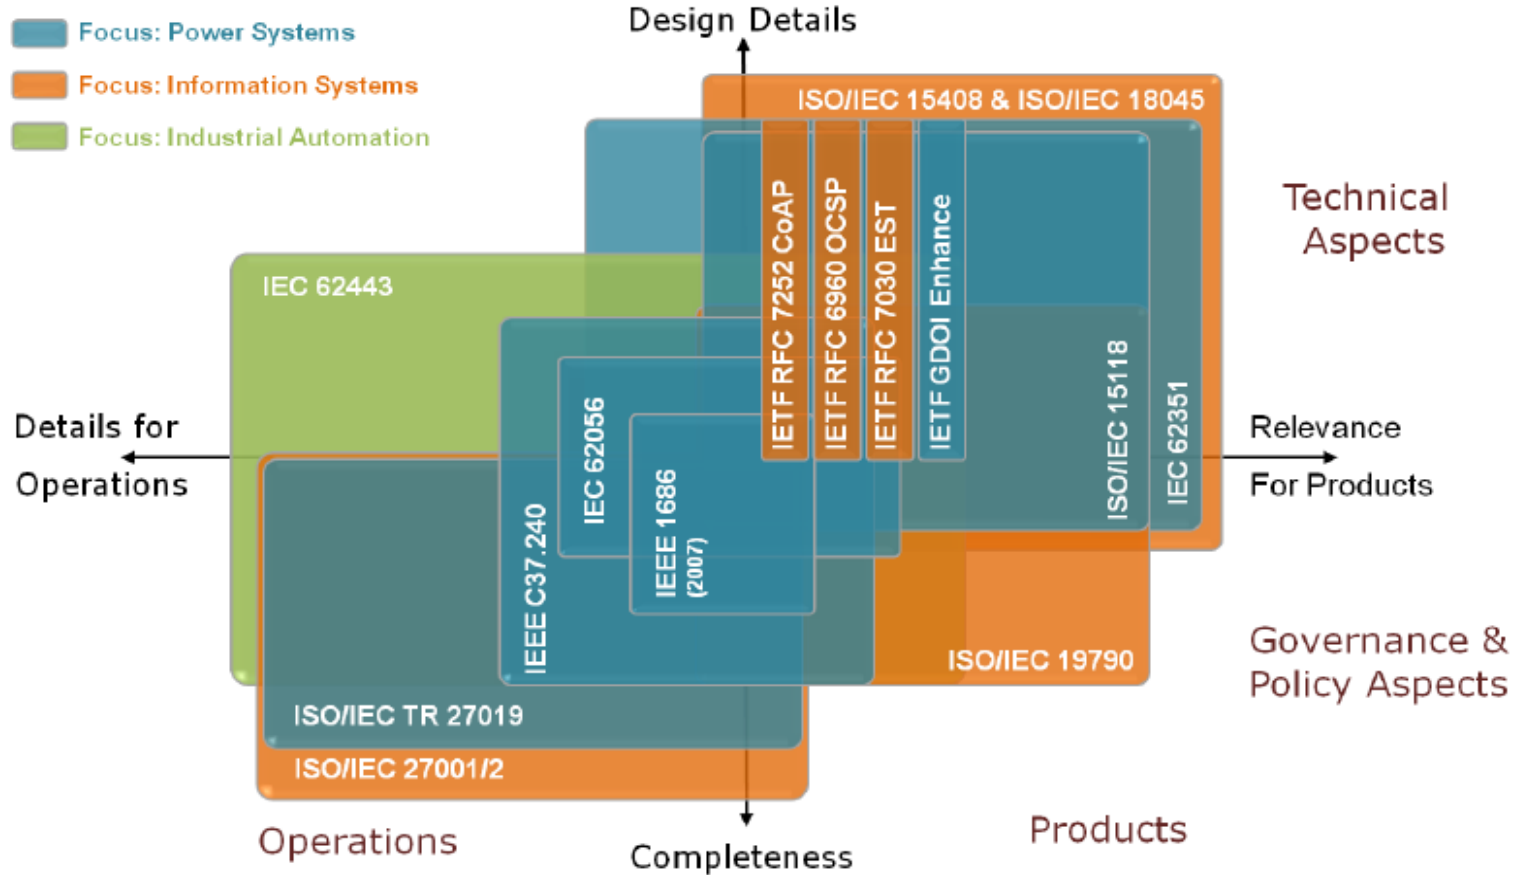 Design Details
Focus: Power Systems
Focus: Information Systems
Focus: Industrial Automation
ISO/IEC 15408 & ISO/IEC 18045
Technical
Aspects
IETF RFC 7252 CoAP
IETF RFC 6960 OCSP
IETF RFC 7030 EST
IETF GDOI Enhance
IEC 62443
ISO/IEC 15118
IEC 62351
Details for
Operations
Relevance
For Products
IEC 62056
IEEE 1686
(2007)
IEEE C37.240
ISO/IEC 19790
Governance &
Policy Aspects
ISO/IEC TR 27019
ISO/IEC 27001/2
Operations
Products
Completeness